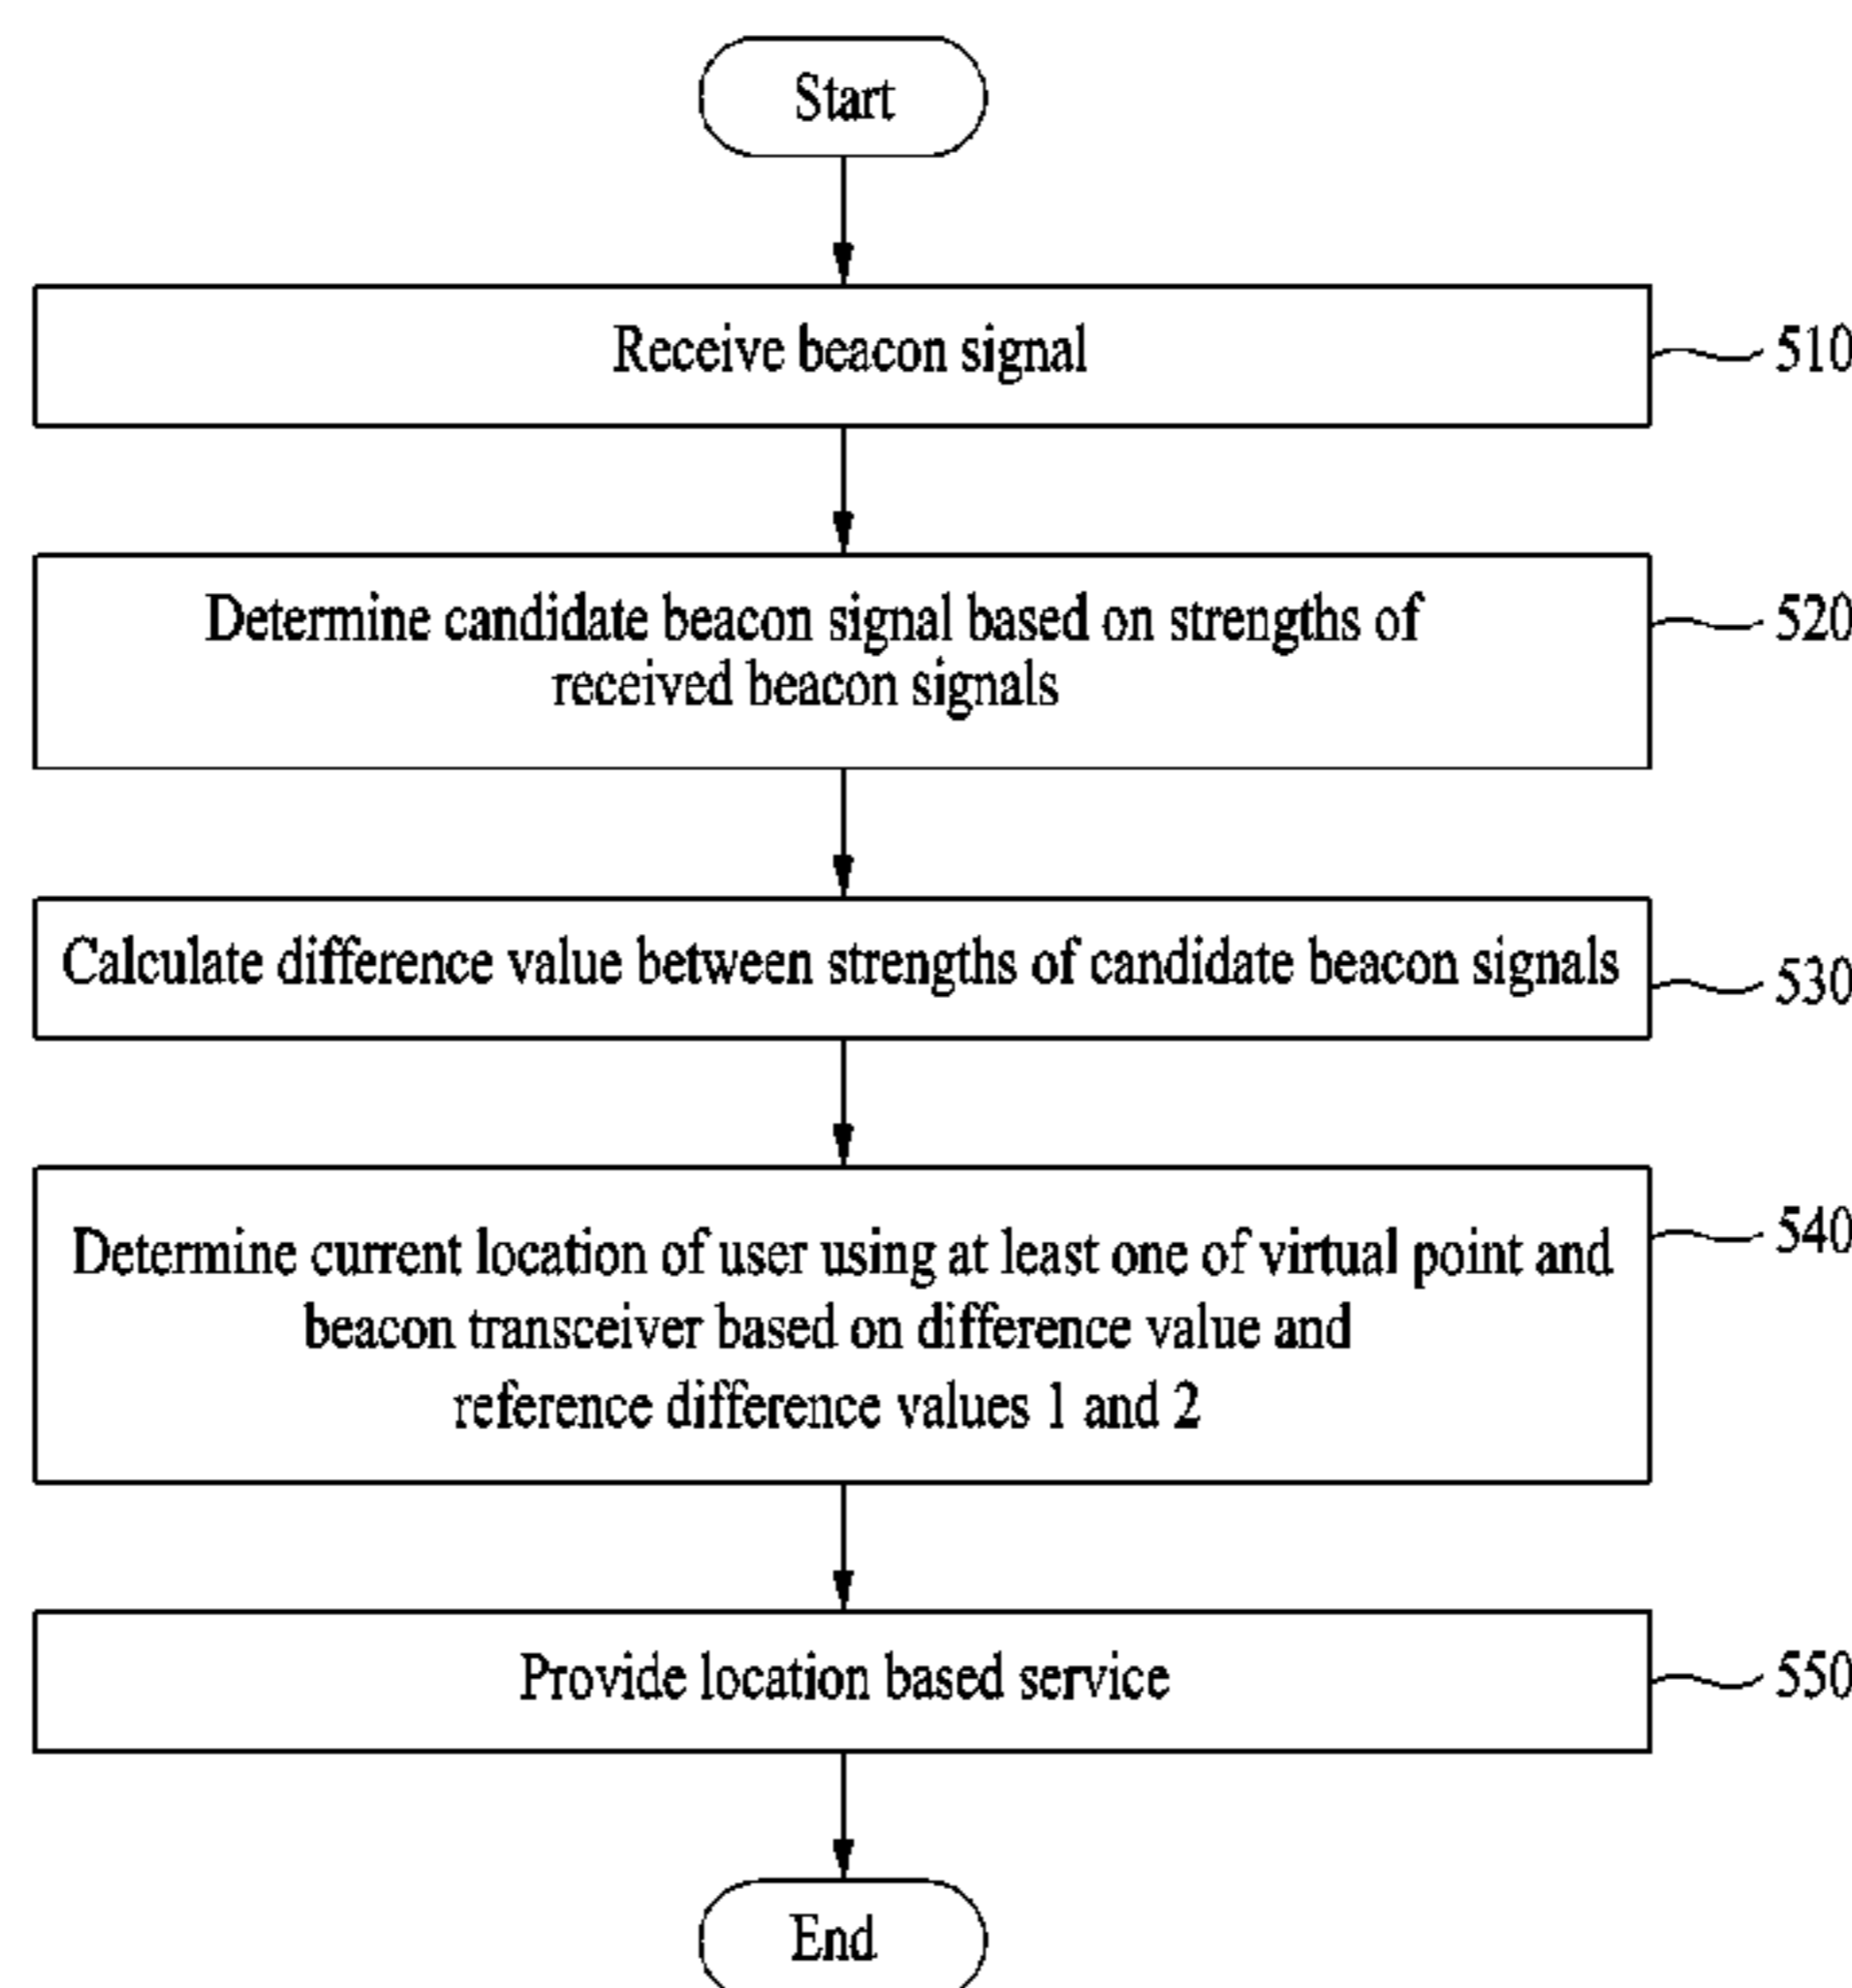 Start
Receive beacon signal
510
Determine candidate beacon signal based on strengths of
received beacon signals
520
Calculate difference value between strengths of candidate beacon signals
530
Determine current location of user using at least one of virtual point and
beacon transceiver based on difference value and
reference difference values 1 and 2
540
Provide location based service
550
End